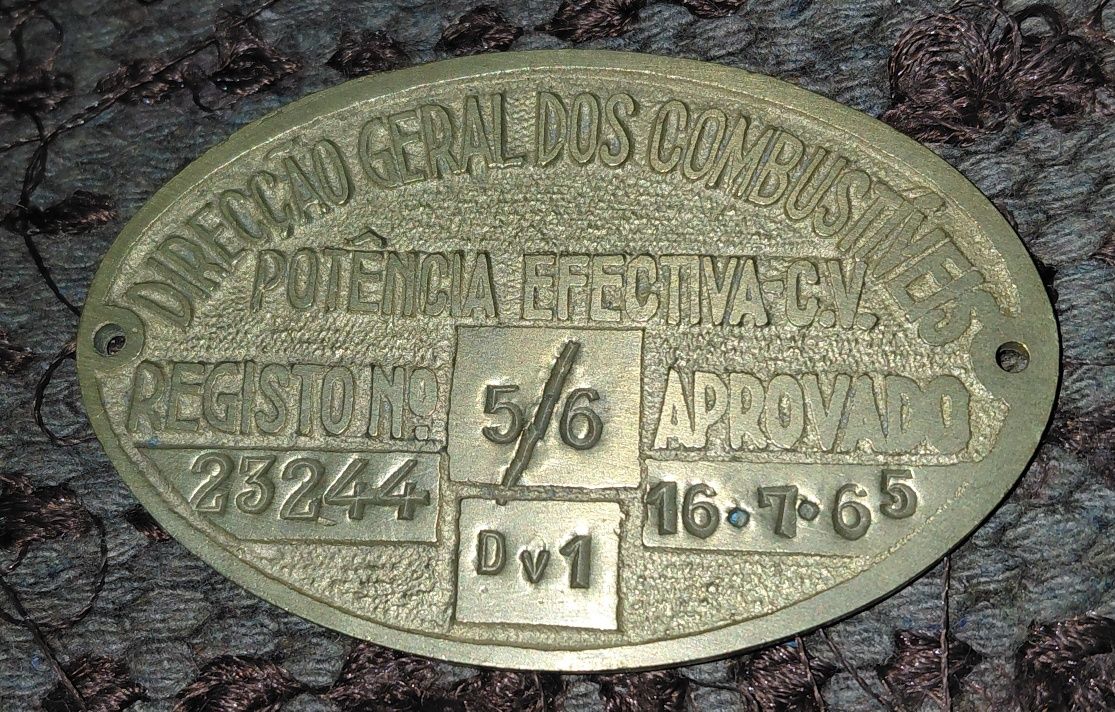 DIRECÇÃO GERAL DOS COMBUSTÍVEIS
POTÊNCIA EFECTIVA-C.V.
REGISTO Nº. 5/6 APROVADO
23244 16•7•65
Dv1